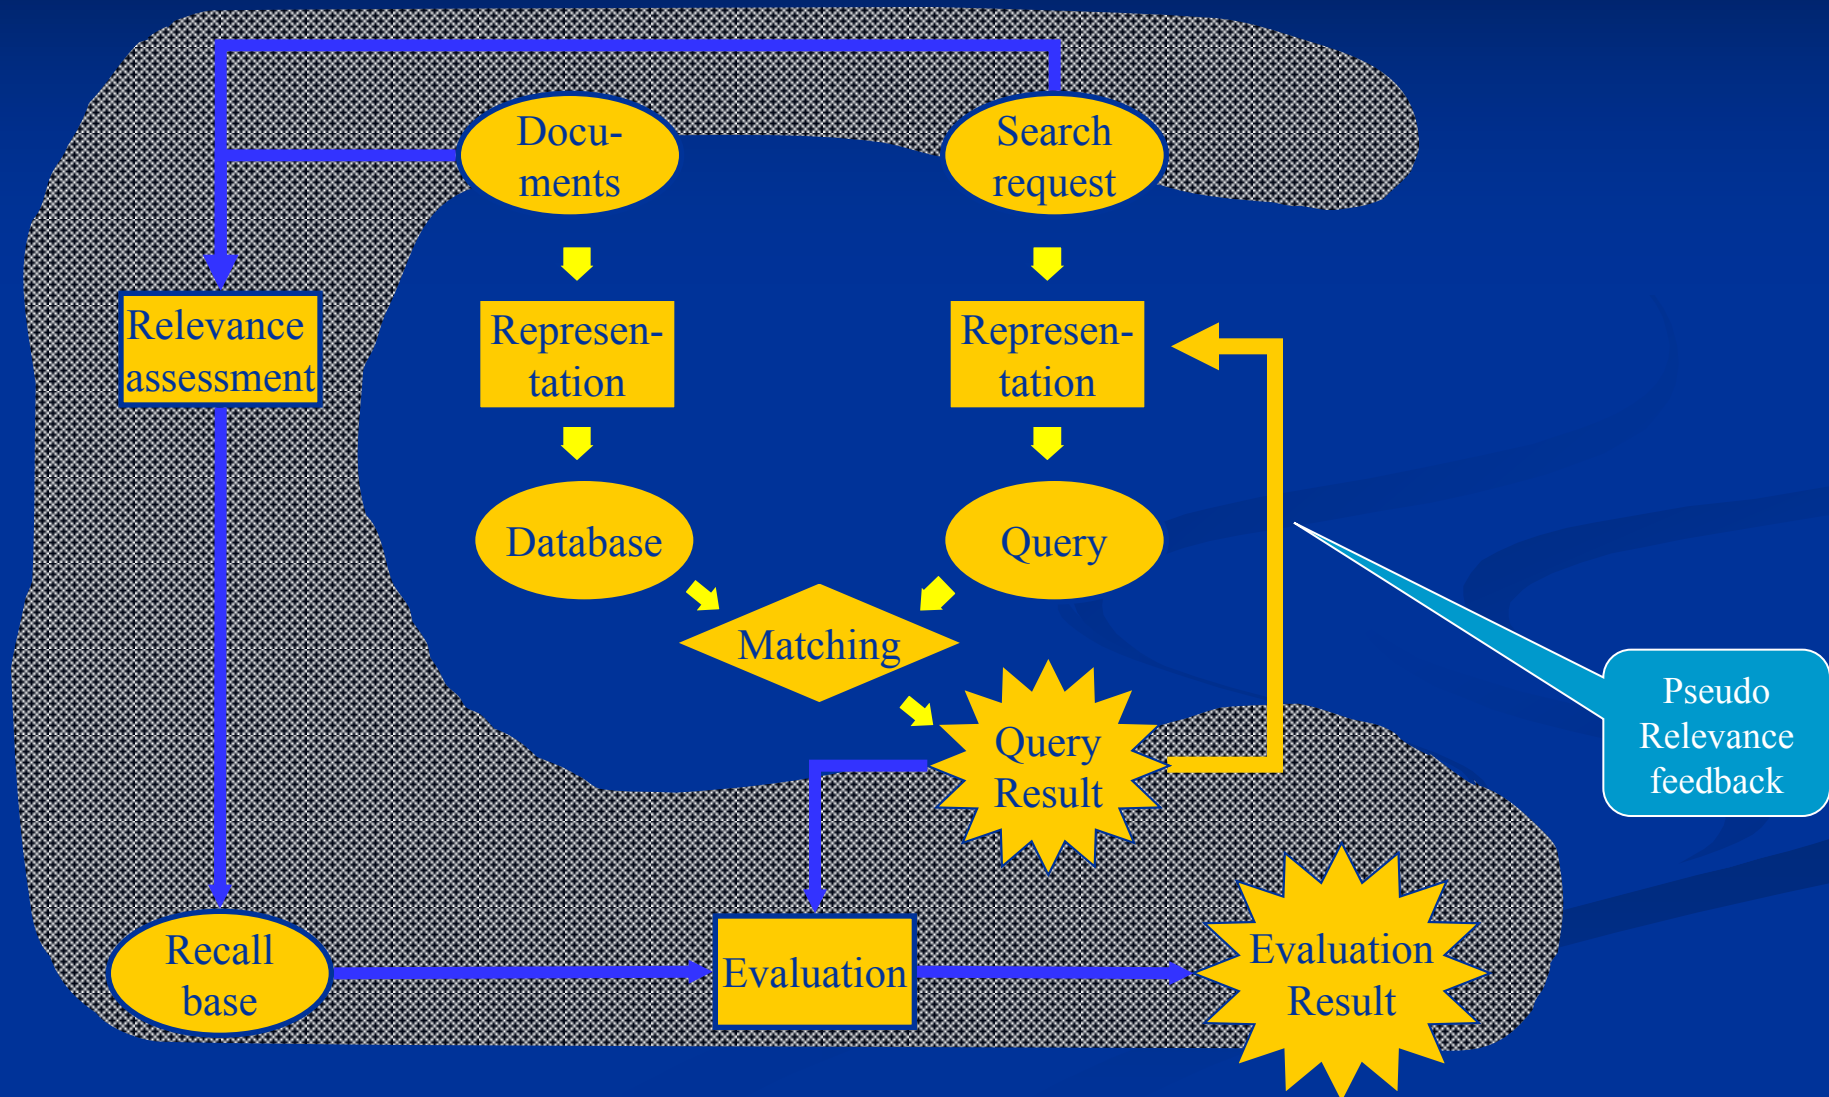 Docu-
ments
Search
request
Relevance
assessment
Represen-
tation
Represen-
tation
Database
Query
Matching
Query
Result
Pseudo
Relevance
feedback
Recall
base
Evaluation
Evaluation
Result